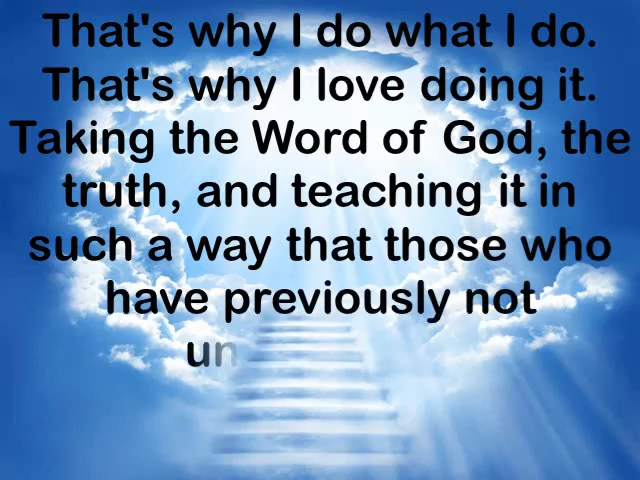 That's why I do what I do.
That's why I love doing it.
Taking the Word of God, the
truth, and teaching it in
such a way that those who
have previously not
un